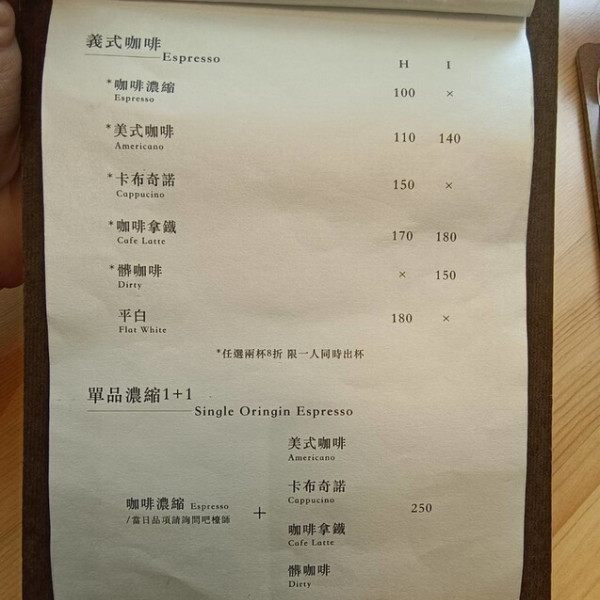 義式咖啡
Espresso
H I
*咖啡濃縮 100 ×
Espresso
*美式咖啡 110 140
Americano
*卡布奇諾 150 ×
Cappucino
*咖啡拿鐵 170 180
Cafe Latte
*髒咖啡 × 150
Dirty
平白 180 ×
Flat White
*任選兩杯8折 限一人同時出杯
單品濃縮1+1
Single Oringin Espresso
美式咖啡
Americano
卡布奇諾
Cappucino
咖啡濃縮 Espresso + 250
/當日品項請詢問吧檯師
咖啡拿鐵
Cafe Latte
髒咖啡
Dirty